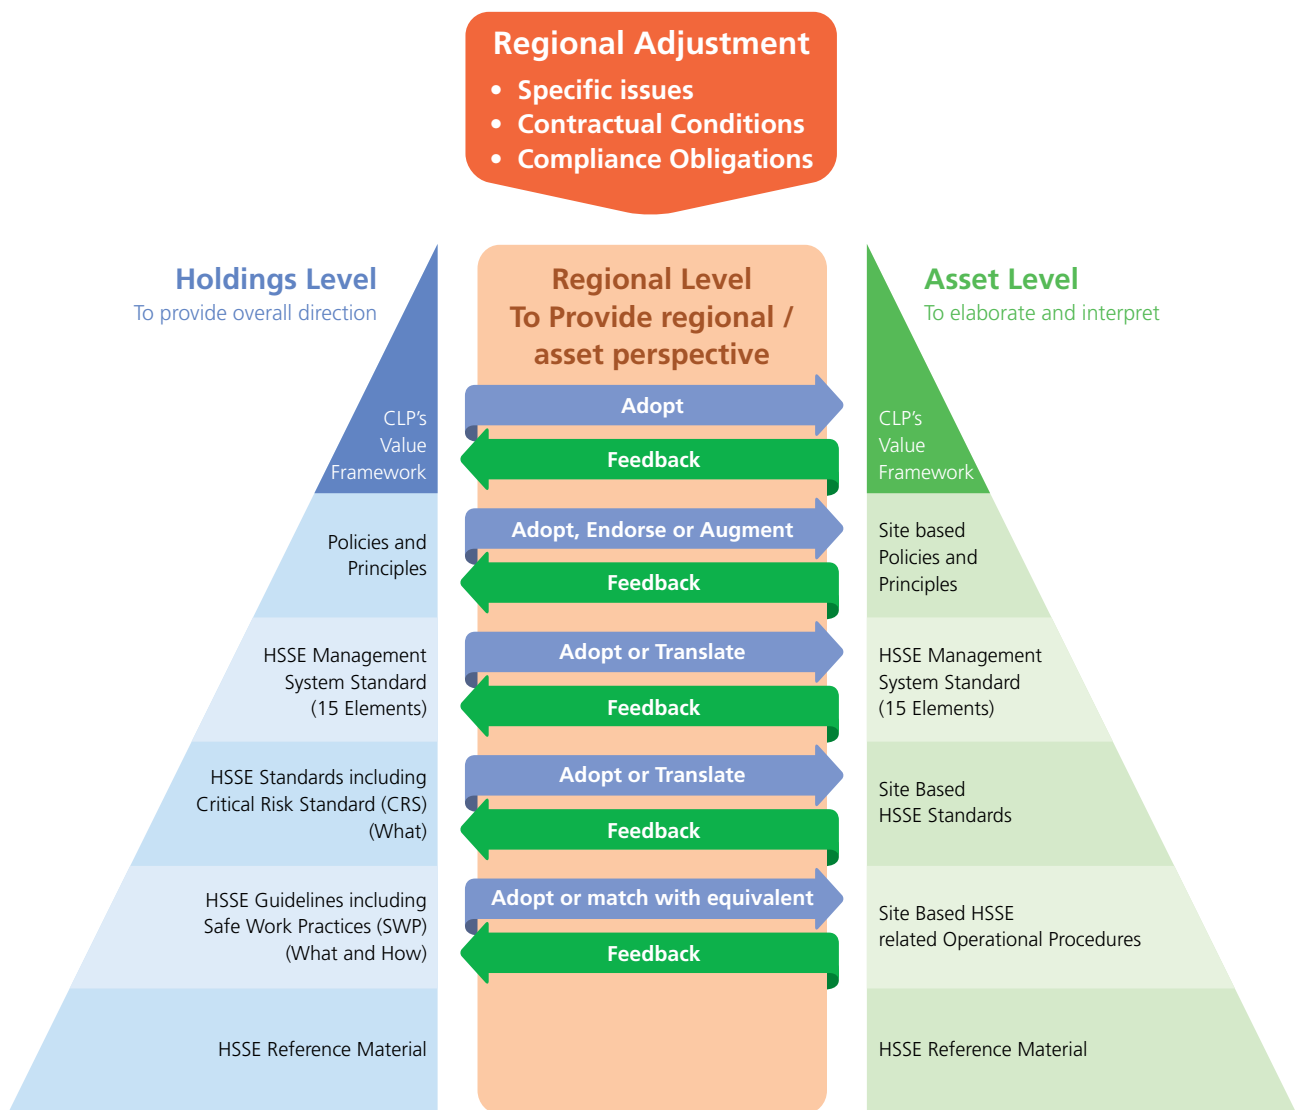 Regional Adjustment
• Specific issues
• Contractual Conditions
• Compliance Obligations
Holdings Level
To provide overall direction
CLP's
Value
Framework
Policies and
Principles
HSSE Management
System Standard
(15 Elements)
HSSE Standards including
Critical Risk Standard (CRS)
(What)
HSSE Guidelines including
Safe Work Practices (SWP)
(What and How)
HSSE Reference Material
Regional Level
To Provide regional /
asset perspective
Adopt
Feedback
Adopt, Endorse or Augment
Feedback
Adopt or Translate
Feedback
Adopt or Translate
Feedback
Adopt or match with equivalent
Feedback
Asset Level
To elaborate and interpret
CLP's
Value
Framework
Site based
Policies and
Principles
HSSE Management
System Standard
(15 Elements)
Site Based
HSSE Standards
Site Based HSSE
related Operational Procedures
HSSE Reference Material